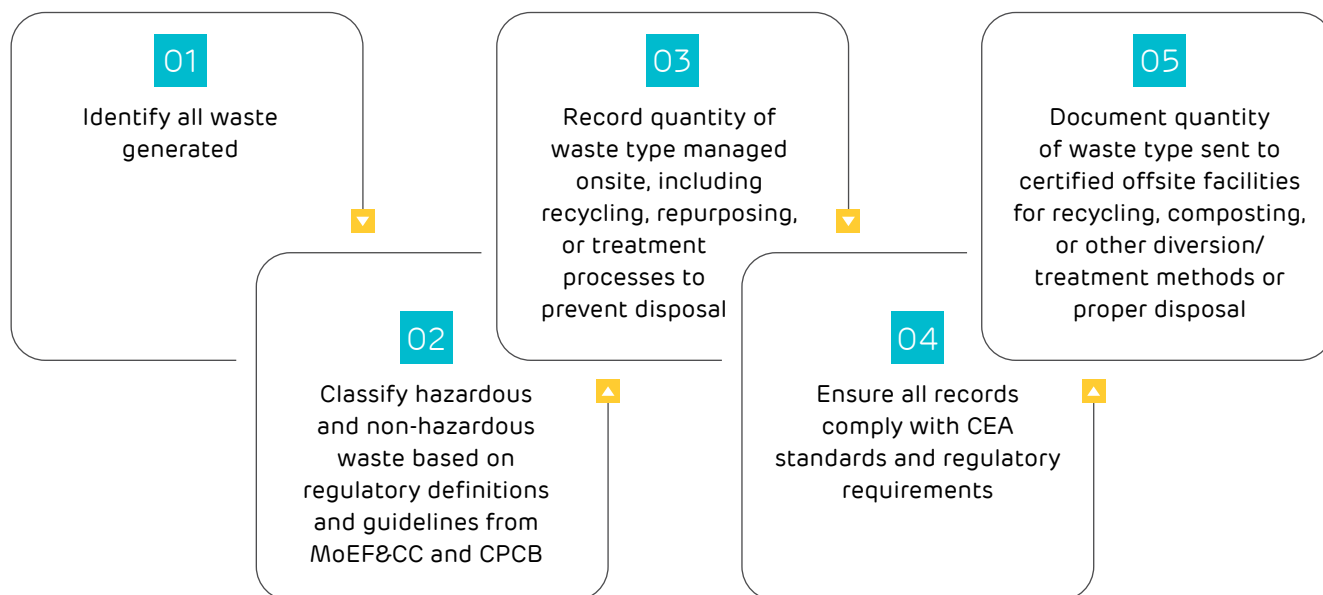 01
Identify all waste
generated
02
Classify hazardous
and non-hazardous
waste based on
regulatory definitions
and guidelines from
MoEF&CC and CPCB
03
Record quantity of
waste type managed
onsite, including
recycling, repurposing,
or treatment
processes to
prevent disposal
04
Ensure all records
comply with CEA
standards and regulatory
requirements
05
Document quantity
of waste type sent to
certified offsite facilities
for recycling, composting,
or other diversion/
treatment methods or
proper disposal